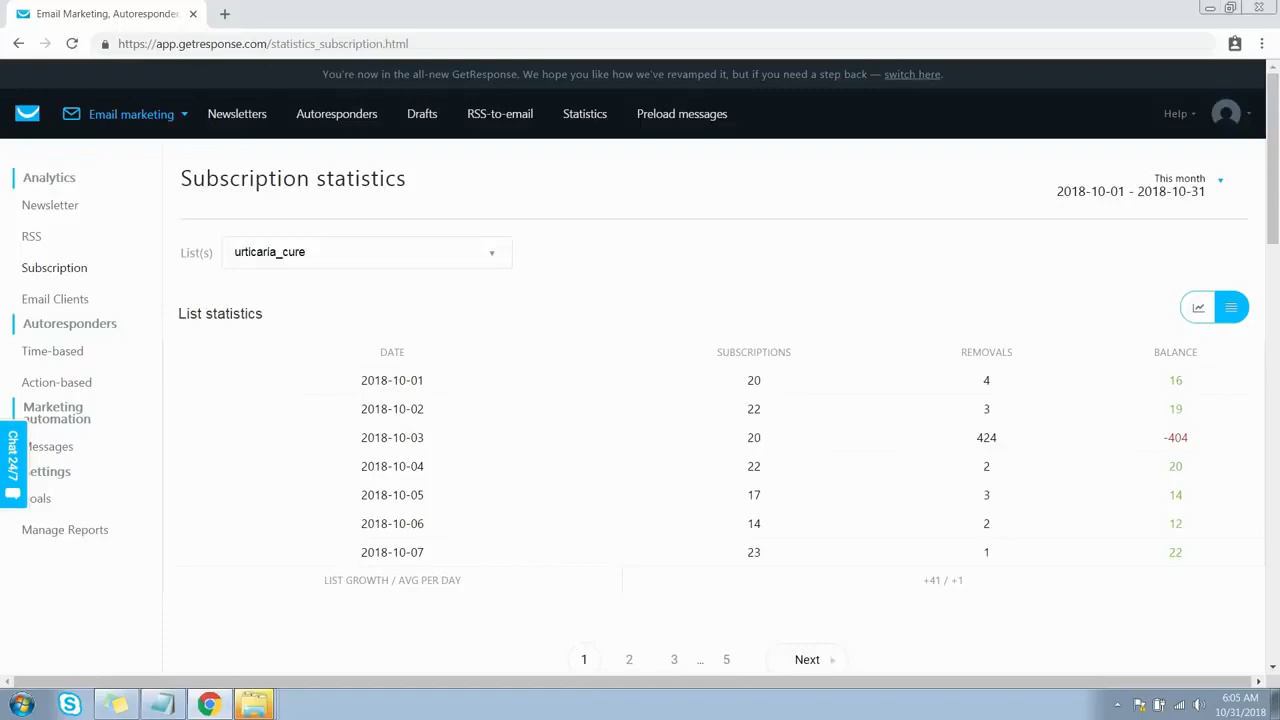 Email Marketing, Autoresponder
https://app.getresponse.com/statistics_subscription.html
You're now in the all-new GetResponse. We hope you like how we've revamped it, but if you need a step back — switch here.
Email marketing Newsletters Autoresponders Drafts RSS-to-email Statistics Preload messages Help
Analytics
Newsletter
RSS
Subscription
Email Clients
Autoresponders
Time-based
Action-based
Marketing
automation
Messages
Settings
oals
Manage Reports
Chat 24/7
Subscription statistics
This month
2018-10-01 - 2018-10-31
List(s) urticaria_cure
List statistics
DATE SUBSCRIPTIONS REMOVALS BALANCE
2018-10-01 20 4 16
2018-10-02 22 3 19
2018-10-03 20 424 -404
2018-10-04 22 2 20
2018-10-05 17 3 14
2018-10-06 14 2 12
2018-10-07 23 1 22
LIST GROWTH / AVG PER DAY +41 / +1
1 2 3 ... 5 Next
6:05 AM
10/31/2018